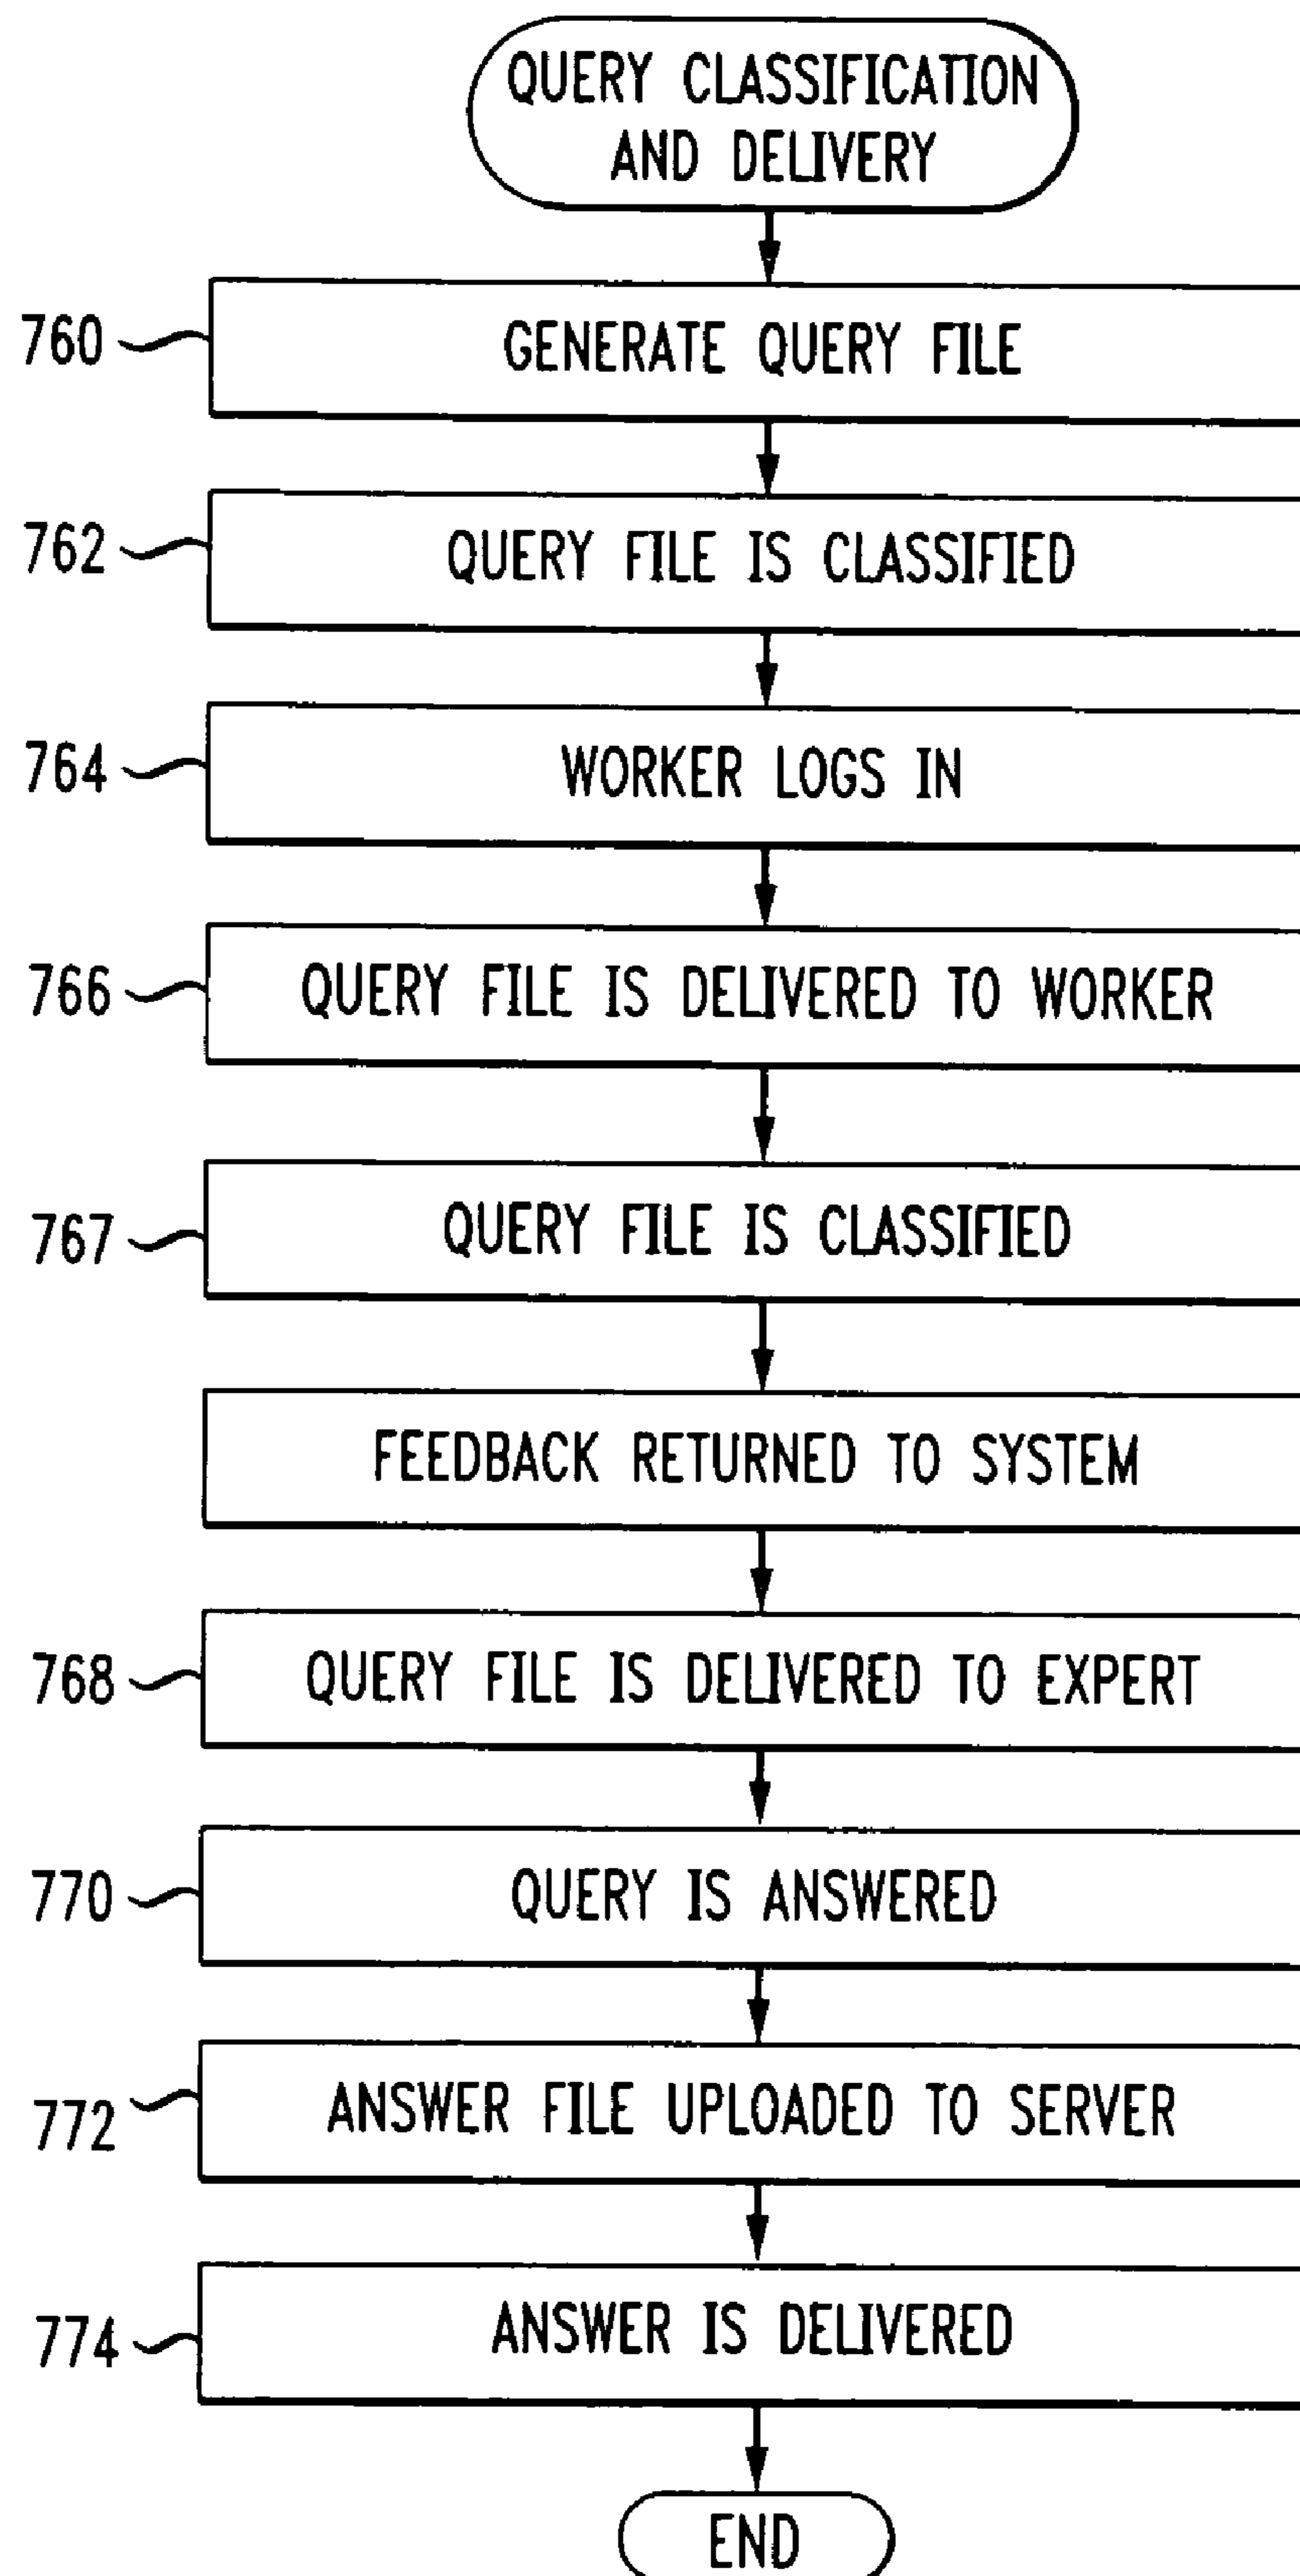 QUERY CLASSIFICATION
AND DELIVERY
760 GENERATE QUERY FILE
762 QUERY FILE IS CLASSIFIED
764 WORKER LOGS IN
766 QUERY FILE IS DELIVERED TO WORKER
767 QUERY FILE IS CLASSIFIED
FEEDBACK RETURNED TO SYSTEM
768 QUERY FILE IS DELIVERED TO EXPERT
770 QUERY IS ANSWERED
772 ANSWER FILE UPLOADED TO SERVER
774 ANSWER IS DELIVERED
END